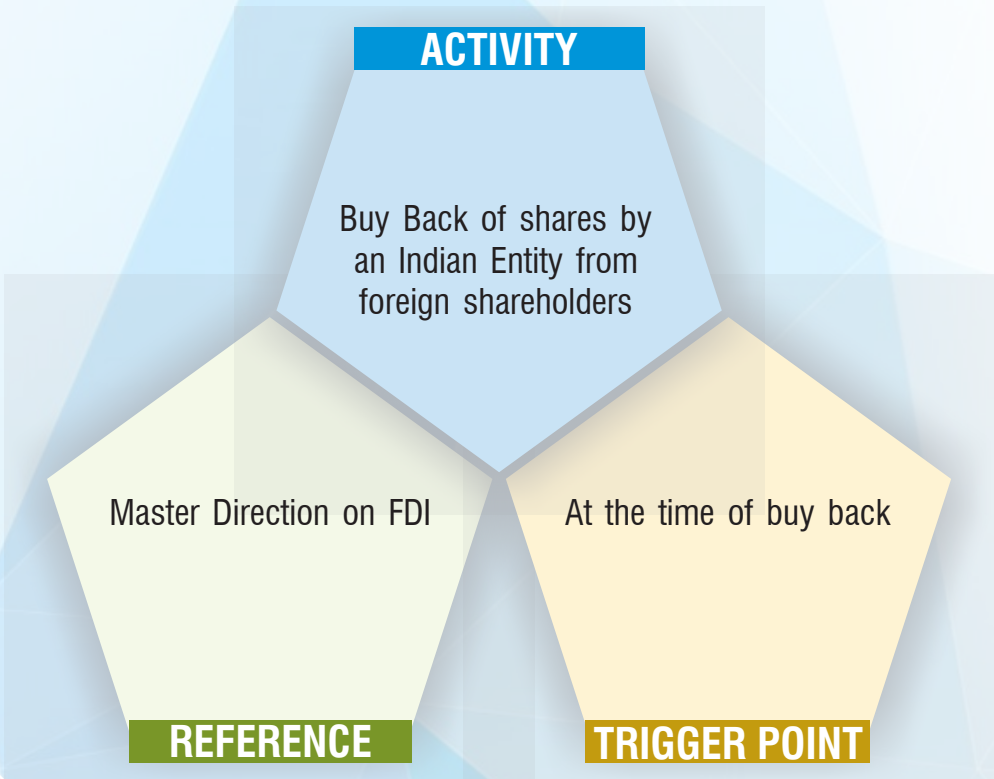 ACTIVITY
Buy Back of shares by
an Indian Entity from
foreign shareholders
Master Direction on FDI
REFERENCE
At the time of buy back
TRIGGER POINT